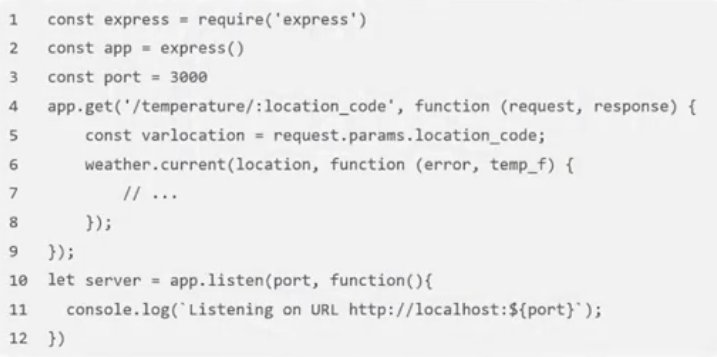 1 const express = require('express')
2 const app = express()
3 const port = 3000
4 app.get('/temperature/:location_code', function (request, response) {
5 const varlocation = request.params.location_code;
6 weather.current(location, function (error, temp_f) {
7 // ...
8 });
9 });
10 let server = app.listen(port, function(){
11 console.log(`Listening on URL http://localhost:${port}`);
12 })